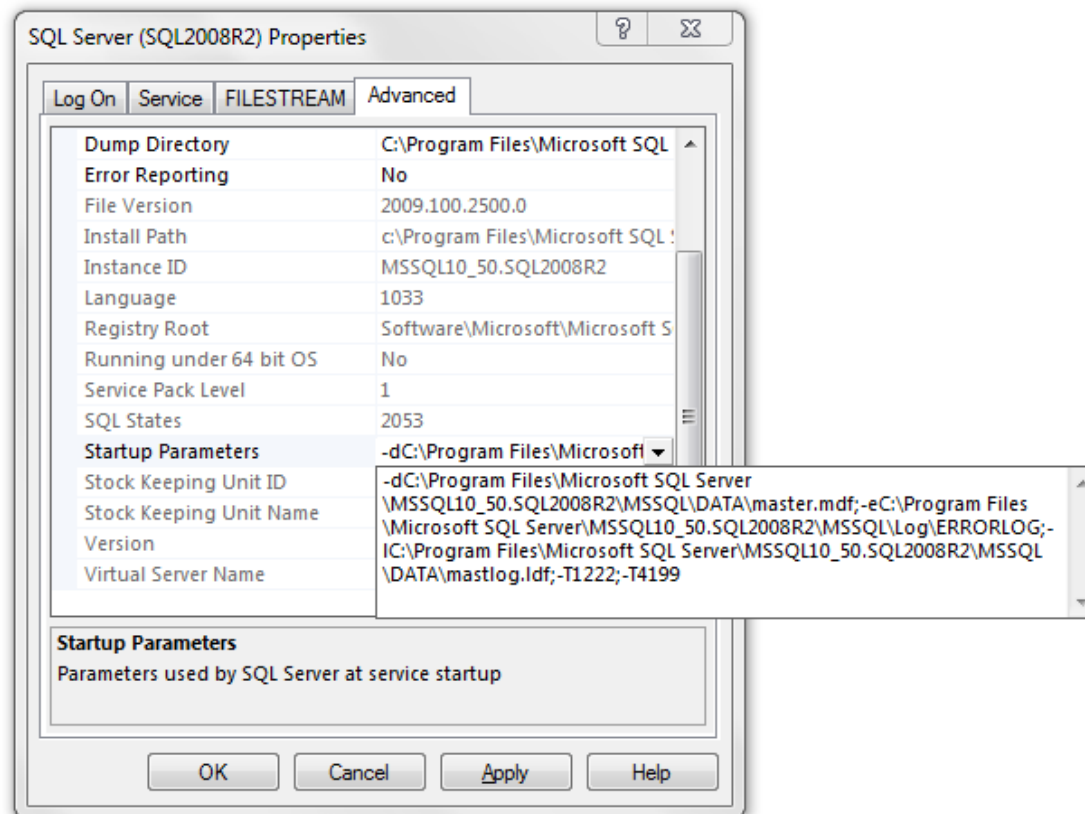 SQL Server (SQL2008R2) Properties
Log On Service FILESTREAM Advanced
Dump Directory C:\Program Files\Microsoft SQL
Error Reporting No
File Version 2009.100.2500.0
Install Path c:\Program Files\Microsoft SQL
Instance ID MSSQL10_50.SQL2008R2
Language 1033
Registry Root Software\Microsoft\Microsoft S
Running under 64 bit OS No
Service Pack Level 1
SQL States 2053
Startup Parameters -dC:\Program Files\Microsoft
Stock Keeping Unit ID
Stock Keeping Unit Name
Version
Virtual Server Name
-dC:\Program Files\Microsoft SQL Server
\MSSQL10_50.SQL2008R2\MSSQL\DATA\master.mdf;-eC:\Program Files
\Microsoft SQL Server\MSSQL10_50.SQL2008R2\MSSQL\Log\ERRORLOG;-
lC:\Program Files\Microsoft SQL Server\MSSQL10_50.SQL2008R2\MSSQL
\DATA\mastlog.ldf;-T1222;-T4199
Startup Parameters
Parameters used by SQL Server at service startup
OK Cancel Apply Help